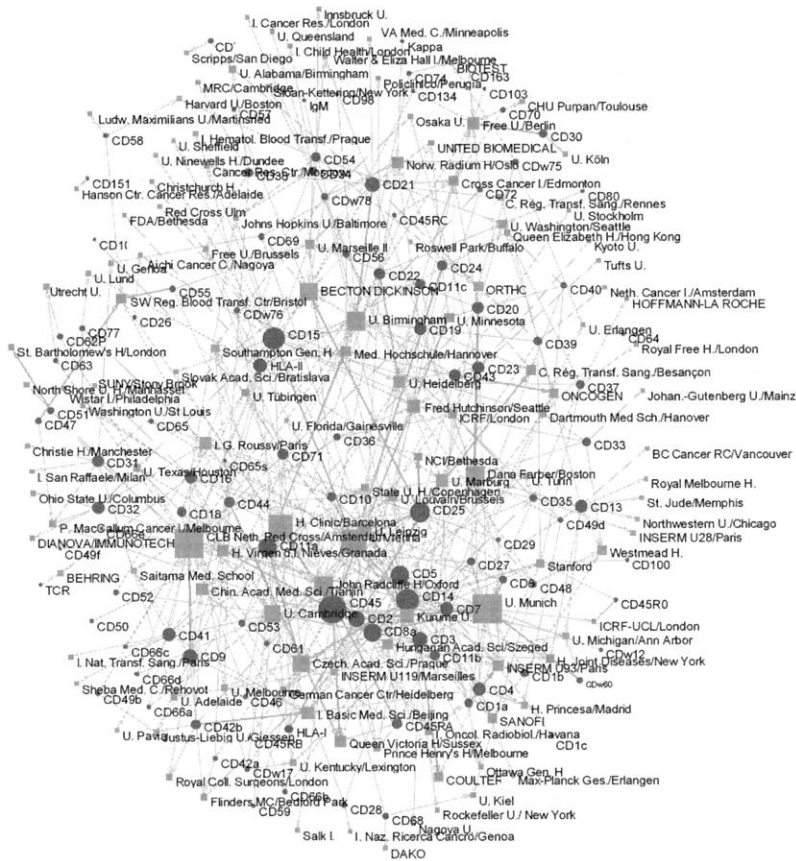 Innsbruck U.
I. Cancer Res./London
U. Queensland
VA Med. C./Minneapolis
CD
I. Child Health/London
Kappa
Scripps/San Diego
Walter & Eliza Hall I./Melbourne
BIOTEST
U. Alabama/Birmingham
CD74
CD163
MRC/Cambridge
Policlinico/Perugia
Sloan-Kettering/New York
CD134
CD103
Harvard U/Boston
IgM
CD98
CHU Purpan/Toulouse
CD57
CD70
Ludw. Maximilians U/Martinsried
Osaka U.
Free U./Berlin
CD30
CD58
I. Hematol. Blood Transf./Prague
U. Sheffield
UNITED BIOMEDICAL
U. Köln
U. Ninewells H./Dundee
CD54
Norw. Radium H/Oslo
CDw75
CD151
Christchurch H.
CD21
Cross Cancer I./Edmonton
Hanson Ctr. Cancer Res./Adelaide
CD72
CD80
CDw78
C. Rég. Transf. Sang./Rennes
Red Cross Ulm
CD45RC
U. Stockholm
FDA/Bethesda
Johns Hopkins U./Baltimore
U. Washington/Seattle
Queen Elizabeth H./Hong Kong
CD69
U. Marseille II
Roswell Park/Buffalo
Kyoto U.
Free U./Brussels
CD56
Aichi Cancer C./Nagoya
CD24
Tufts U.
U. Genoa
CD22
U. Lund
CD11c
ORTHC
CD40
Neth. Cancer I./Amsterdam
Utrecht U.
CD55
BECTON DICKINSON
HOFFMANN-LA ROCHE
SW Reg. Blood Transf. Ctr/Bristol
CD20
CD26
CDw76
U. Birmingham
U. Minnesota
U. Erlangen
CD77
CD19
CD64
CD62P
CD15
CD39
Royal Free H./London
St. Bartholomew's H/London
Southampton Gen. H
Med. Hochschule/Hannover
CD63
HLA-II
CD23
C. Rég. Transf. Sang./Besançon
Slovak Acad. Sci./Bratislava
CD43
CD37
SUNY/Stony Brook
U. Heidelberg
North Shore U. H./Manhasset
ONCOGEN
Johan.-Gutenberg U./Mainz
Wistar I./Philadelphia
U. Tübingen
CD51
Washington U./St Louis
Fred Hutchinson/Seattle
CD47
CD65
U. Florida/Gainesville
ICRF/London
Dartmouth Med Sch./Hanover
CD36
CD33
Christie H/Manchester
I.G. Roussy/Paris
CD71
BC Cancer RC/Vancouver
CD31
CD65s
NCI/Bethesda
I. San Raffaele/Milan
U. Texas/Houston
Dana Farber/Boston
CD16
U. Marburg
U. Turin
Royal Melbourne H.
State U. H./Copenhagen
Ohio State U./Columbus
CD44
CD10
U. Louvain/Brussels
CD35
CD13
St. Jude/Memphis
CD32
CD18
CD25
P. MacCallum Cancer I./Melbourne
H. Clinic/Barcelona
CD49d
Northwestern U./Chicago
CD66e
U. Leipzig
INSERM U28/Paris
DIANOVA/IMMUNOTECH
CLB Neth. Red Cross/Amsterdam
CD11a
CD29
Westmead H.
CD49f
H. Virgen d.l. Nieves/Granada
CD27
Stanford
CD100
BEHRING
Saitama Med. School
CD5
TCR
John Radcliffe H/Oxford
CD6
CD48
CD52
Chin. Acad. Med. Sci/Tianjin
CD14
CD45
CD7
U. Munich
CD45R0
U. Cambridge
CD2
Kurume U.
CD50
CD53
ICRF-UCL/London
CD41
CD8a
CD3
U. Michigan/Ann Arbor
CD66c
CD61
Hungarian Acad. Sci/Szeged
CDw12
CD9
CD11b
I. Nat. Transf. Sang./Paris
Czech. Acad. Sci./Prague
INSERM U93/Paris
H. Joint Diseases/New York
CD66d
INSERM U119/Marseilles
CD1b
CDw60
Sheba Med. C./Rehovot
U. Melbourne
German Cancer Ctr/Heidelberg
CD4
CD49b
U. Adelaide
CD46
CD1a
H. Princesa/Madrid
CD66a
I. Basic Med. Sci./Beijing
SANOFI
CD42b
CD45RA
U. Pavia
Justus-Liebig U./Giessen
HLA-I
I. Oncol. Radiobiol./Havana
CD45RB
Queen Victoria H/Sussex
CD1c
Prince Henry's H/Melbourne
CD42a
U. Kentucky/Lexington
Ottawa Gen. H
CDw17
COULTER
Max-Planck Ges./Erlangen
Royal Coll. Surgeons/London
CD66b
U. Kiel
Flinders MC/Bedford Park
CD59
CD28
Rockefeller U./ New York
CD68
Salk I.
I. Naz. Ricerca Cancro/Genoa
Nagoya U.
DAKO